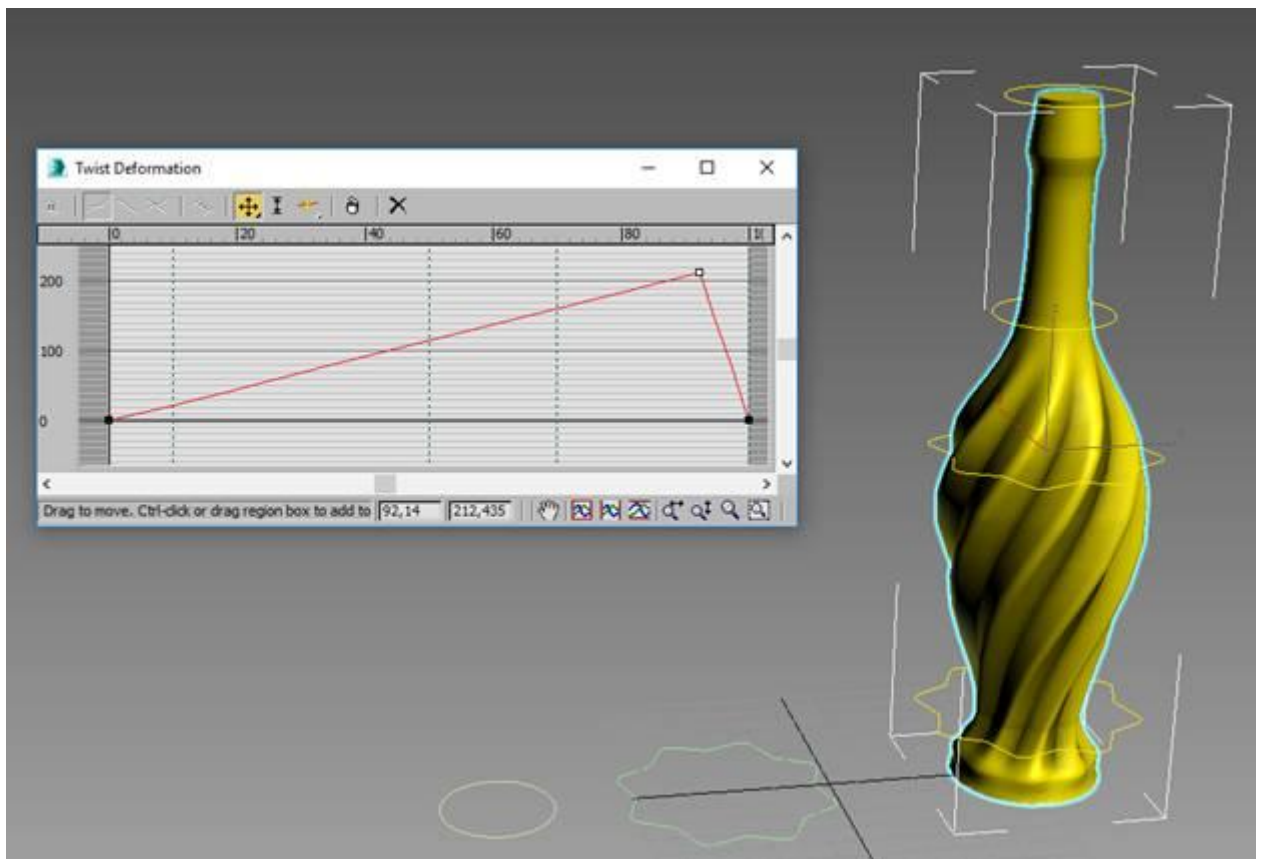 Twist Deformation
0 20 40 60 80 1(
200
100
0
Drag to move. Ctrl-click or drag region box to add to 92,14 212,435